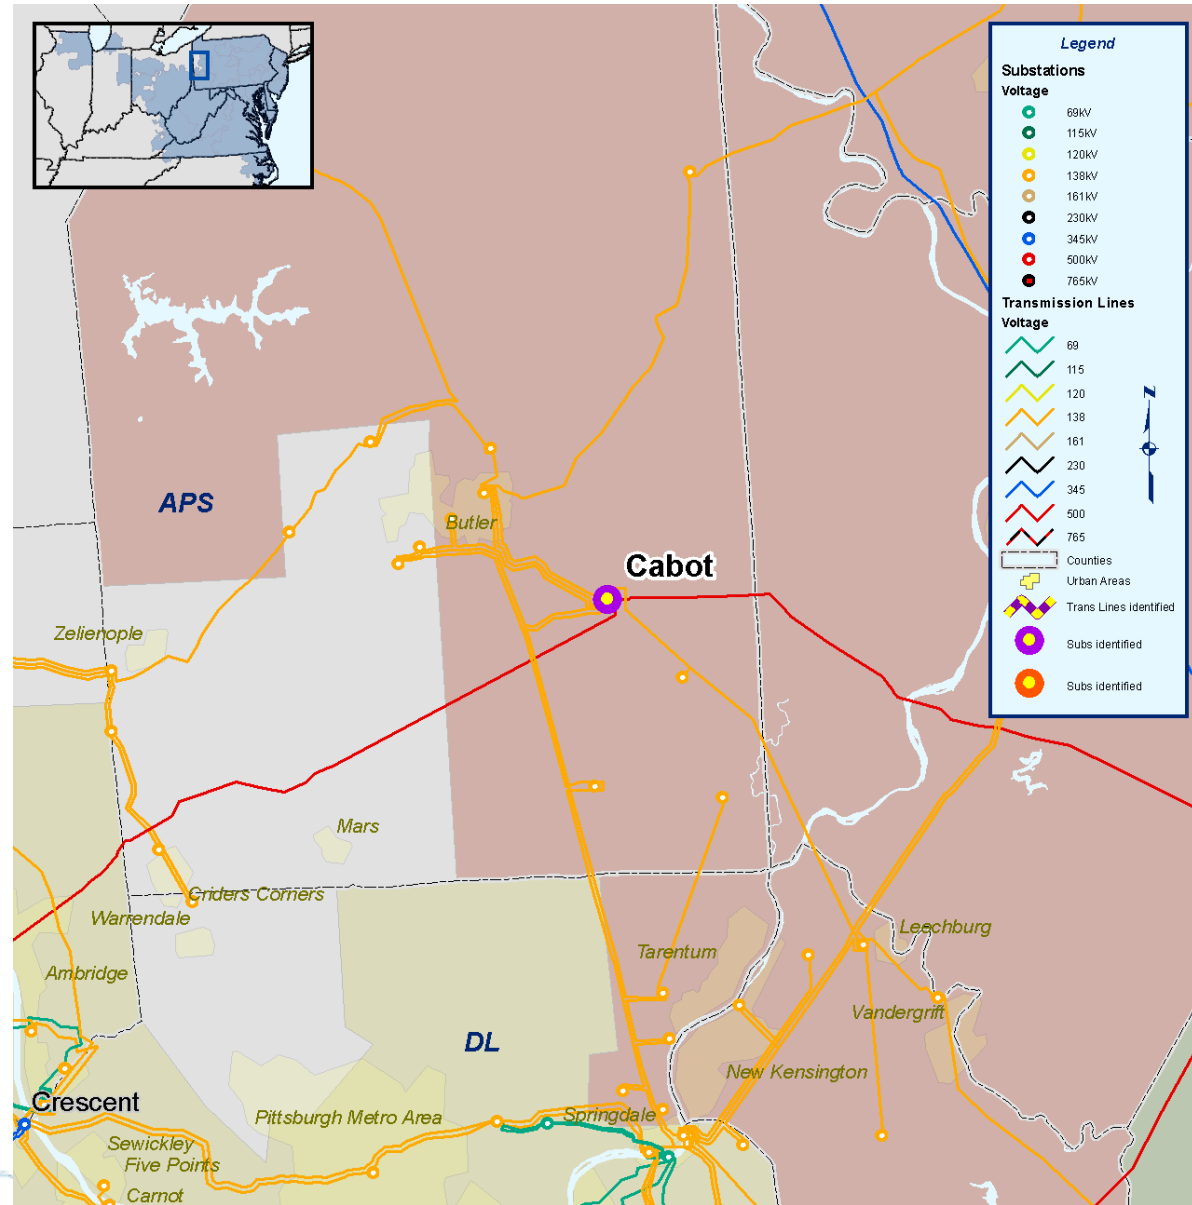 Legend
Substations
Voltage
69kV
115kV
120kV
138kV
161kV
230kV
345kV
500kV
765kV
Transmission Lines
Voltage
69
115
120
138
161
230
345
500
765
Counties
Urban Areas
Trans Lines identified
Subs identified
Subs identified
N
APS
Butler
Cabot
Zelienople
Mars
Criders Corners
Warrendale
Leechburg
Tarentum
Ambridge
Vandergrift
DL
New Kensington
Crescent
Pittsburgh Metro Area
Springdale
Sewickley
Five Points
Carnot